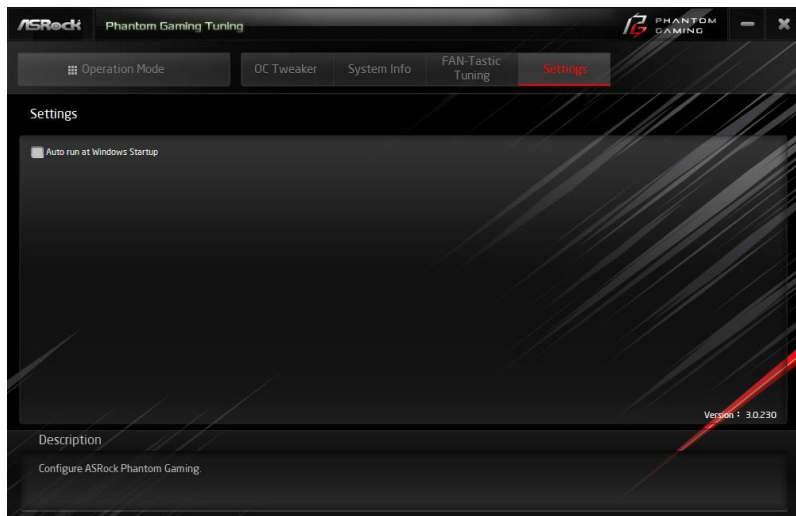 ASRock Phantom Gaming Tuning PHANTOM GAMING
Operation Mode OC Tweaker System Info FAN-Tastic Tuning Settings
Settings
Auto run at Windows Startup
Version : 3.0.230
Description
Configure ASRock Phantom Gaming.